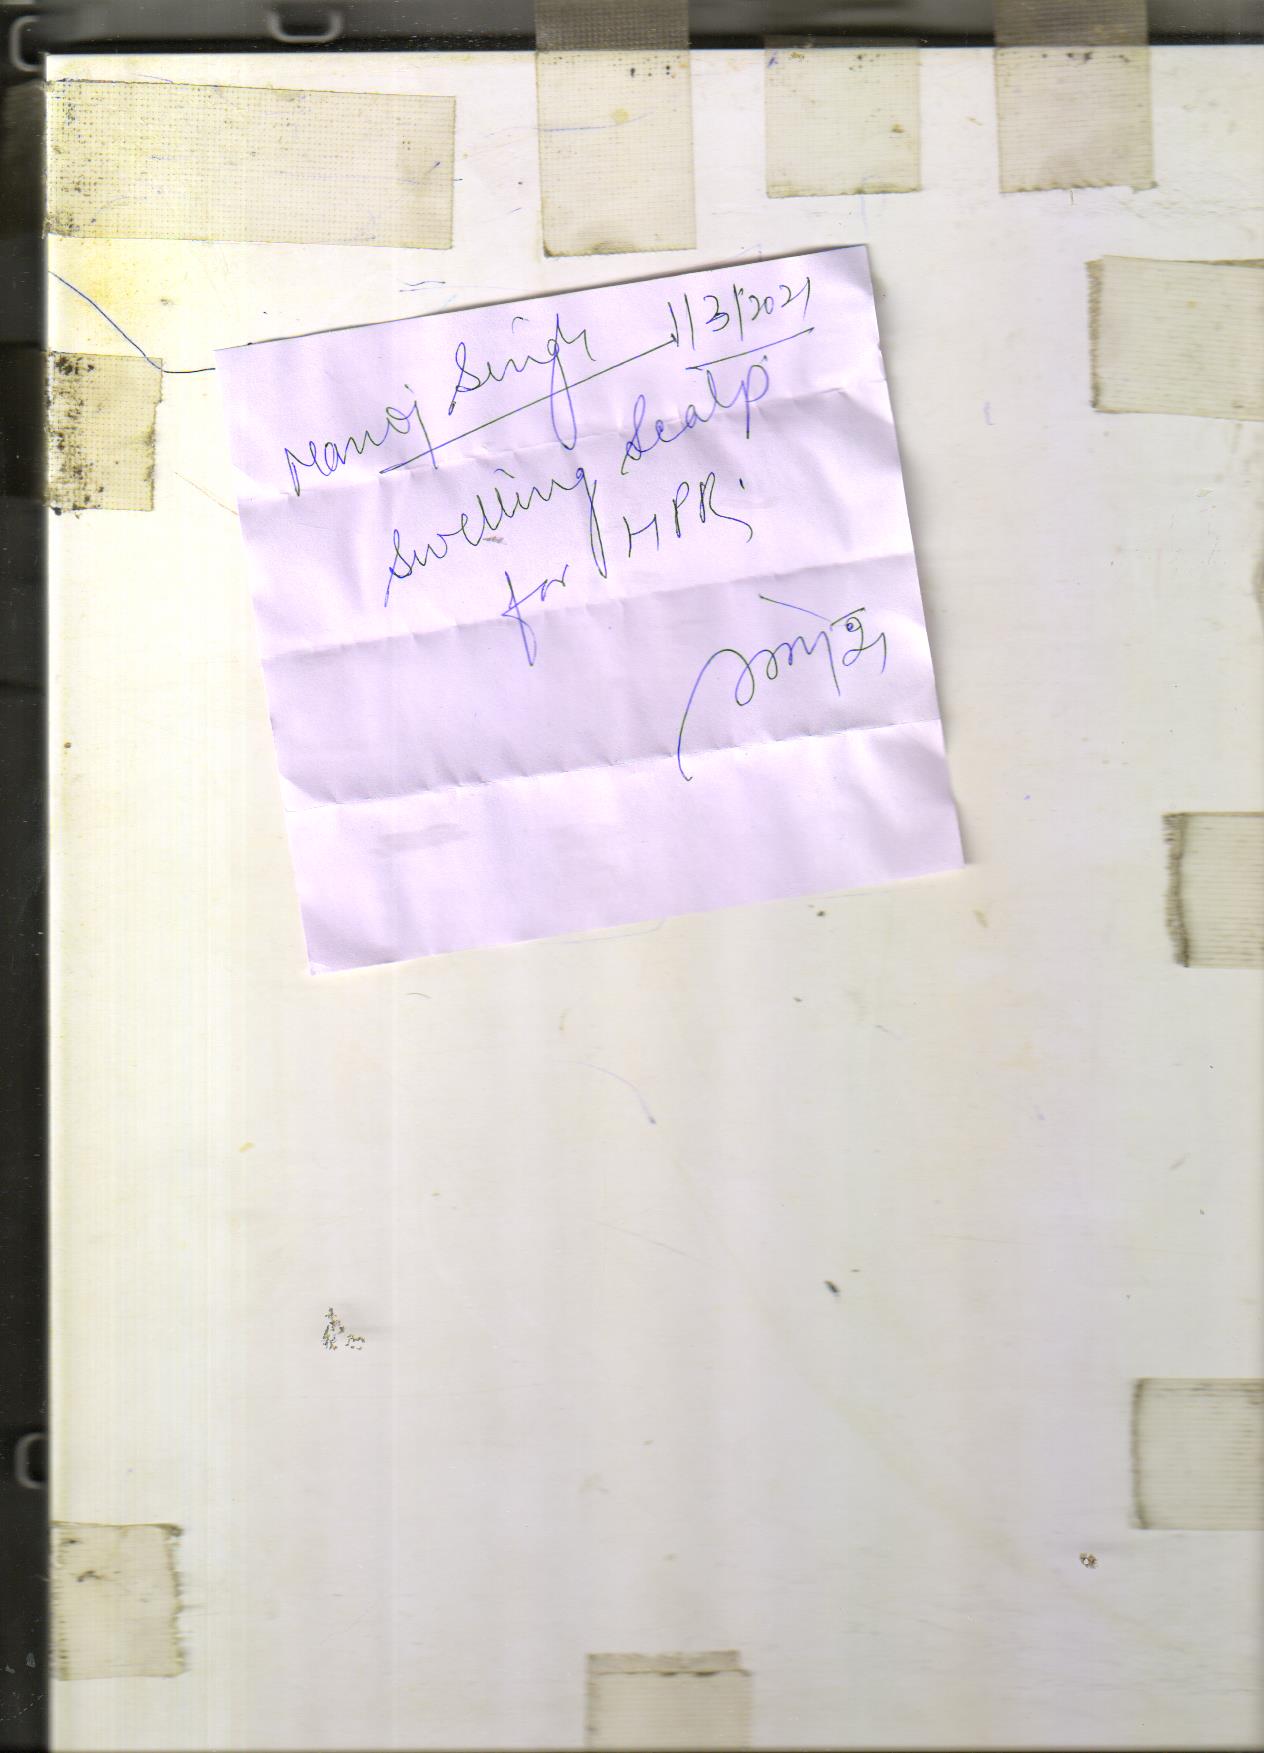 Manoj Singh 1/3/2021
Swelling Scalp
for HPR.